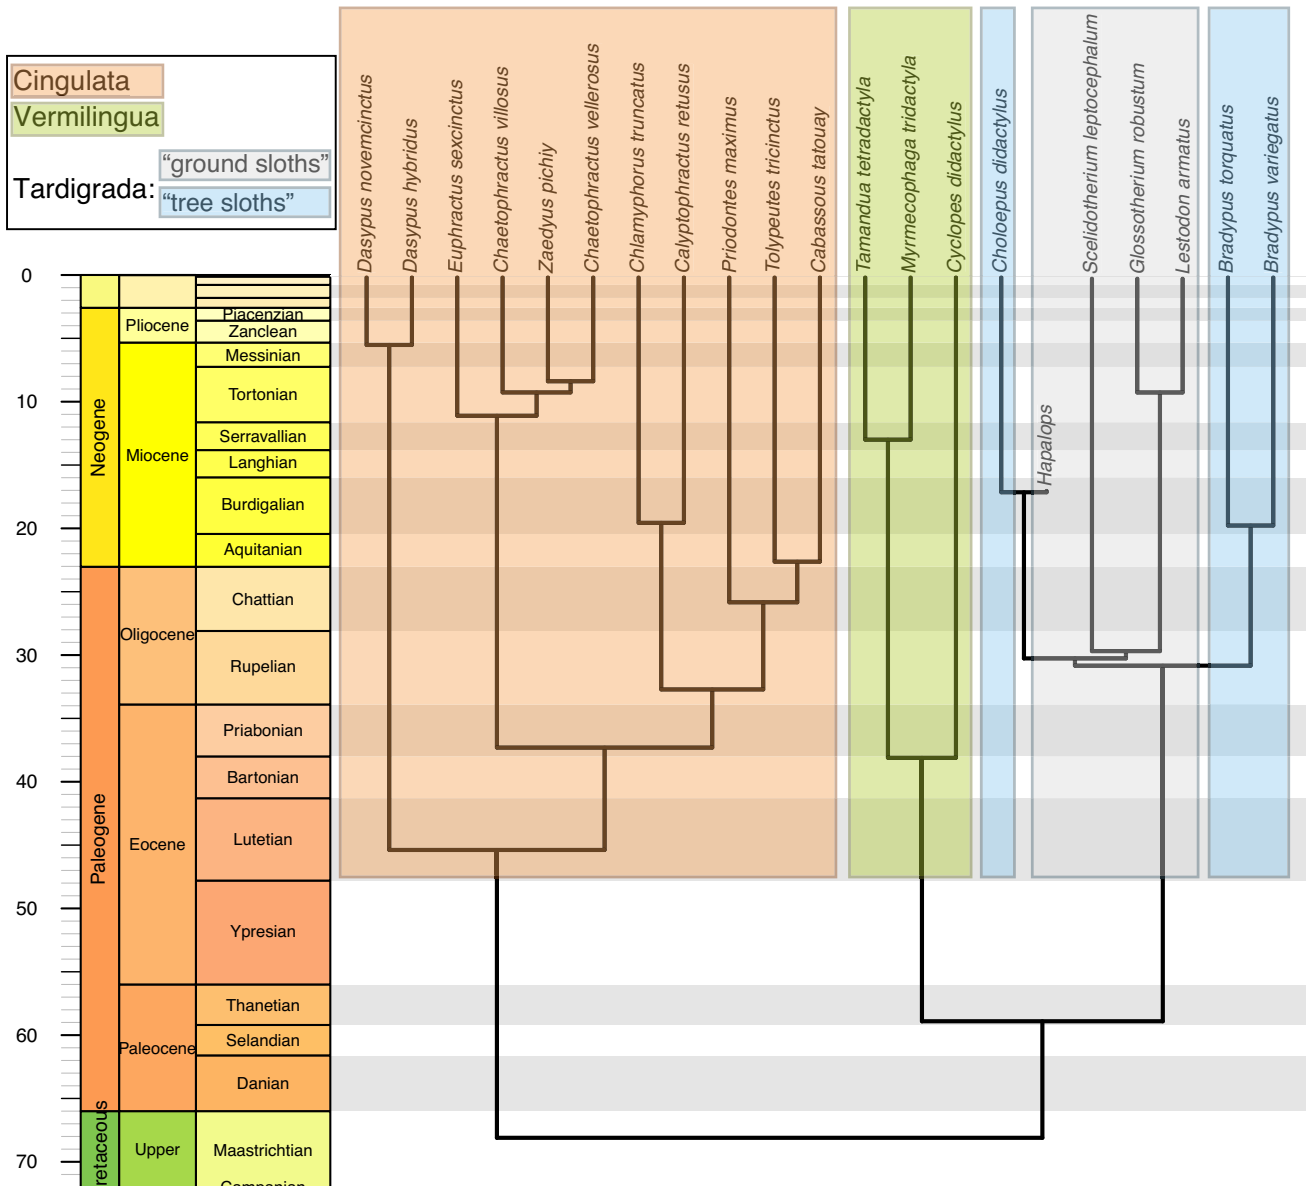 Cingulata
Vermilingua
"ground sloths"
Tardigrada:
"tree sloths"
Dasypus novemcinctus
Dasypus hybridus
Euphractus sexcinctus
Chaetophractus villosus
Zaedyus pichiy
Chaetophractus vellerosus
Chlamyphorus truncatus
Calyptophractus retusus
Priodontes maximus
Tolypeutes tricinctus
Cabassous tatouay
Tamandua tetradactyla
Myrmecophaga tridactyla
Cyclopes didactylus
Choloepus didactylus
Hapalops
Scelidotherium leptocephalum
Glossotherium robustum
Lestodon armatus
Bradypus torquatus
Bradypus variegatus
0
10
20
30
40
50
60
70
Neogene
Paleogene
retaceous
Pliocene
Miocene
Oligocene
Eocene
Paleocene
Upper
Piacenzian
Zanclean
Messinian
Tortonian
Serravallian
Langhian
Burdigalian
Aquitanian
Chattian
Rupelian
Priabonian
Bartonian
Lutetian
Ypresian
Thanetian
Selandian
Danian
Maastrichtian